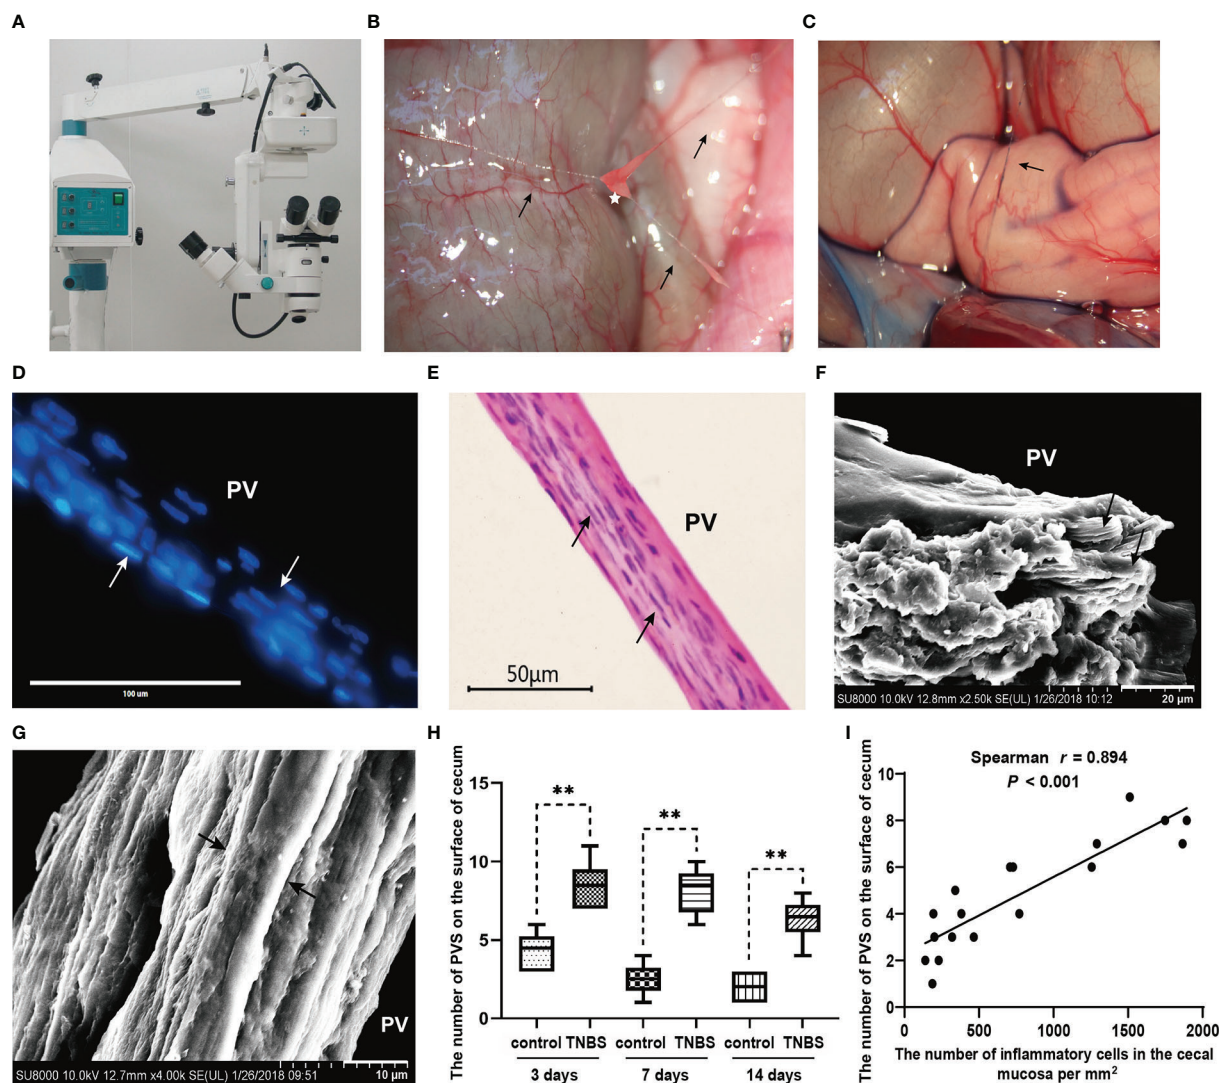 A
B
C
D
E
F
PV
100 um
PV
50μm
PV
SU8000 10.0kV 12.8mm x2.50k SE(UL) 1/26/2018 10:12
20 μm
G
H
I
PV
SU8000 10.0kV 12.7mm x4.00k SE(UL) 1/26/2018 09:51
10 μm
The number of PVS on the surface of cecum
15
10
5
0
**
**
**
control TNBS
control TNBS
control TNBS
3 days
7 days
14 days
Spearman r = 0.894
P < 0.001
The number of PVS on the surface of cecum
10
8
6
4
2
0
0
500
1000
1500
2000
The number of inflammatory cells in the cecal
mucosa per mm²